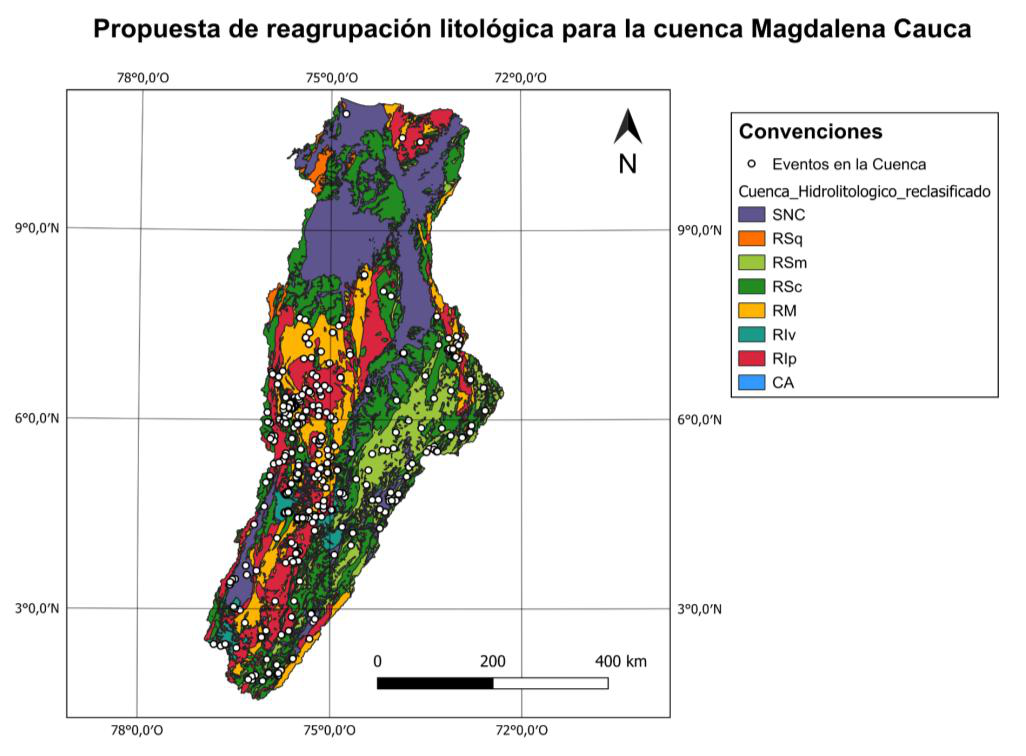 Propuesta de reagrupación litológica para la cuenca Magdalena Cauca
78°0,0'O 75°0,0'O 72°0,0'O
Convenciones
Eventos en la Cuenca
Cuenca_Hidrolitologico_reclasificado
SNC
RSq
RSm
RSc
RM
RIv
RIp
CA
N
9°0,0'N 9°0,0'N
6°0,0'N 6°0,0'N
3°0,0'N 3°0,0'N
0 200 400 km
78°0,0'O 75°0,0'O 72°0,0'O